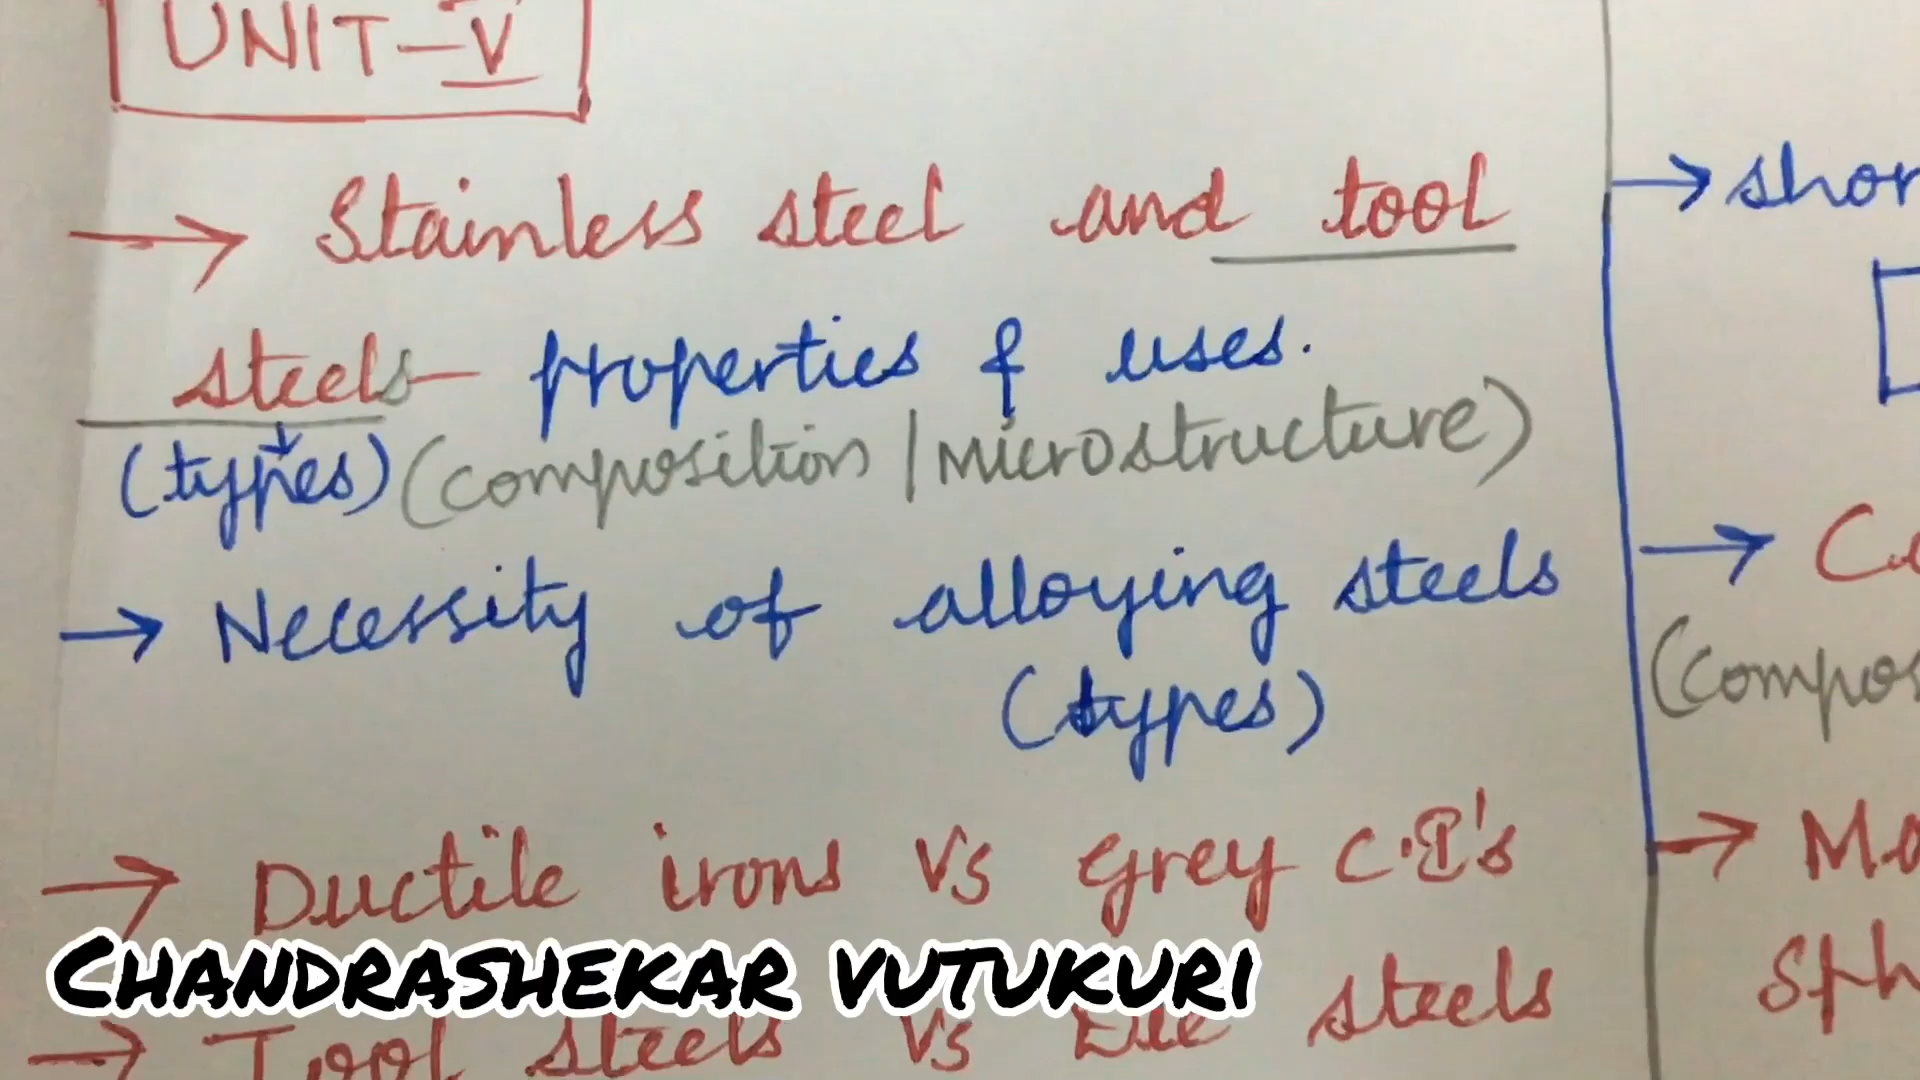 UNIT-V
→ Stainless steel and tool
steels- properties & uses.
(types) (composition | microstructure)
→ Necessity of alloying steels
(types)
→ Ductile irons Vs grey C.I's
→ Tool steels Vs Die steels
→ shor
→ C
(compos
→ Ma
Sph
CHANDRASHEKAR VUTUKURI